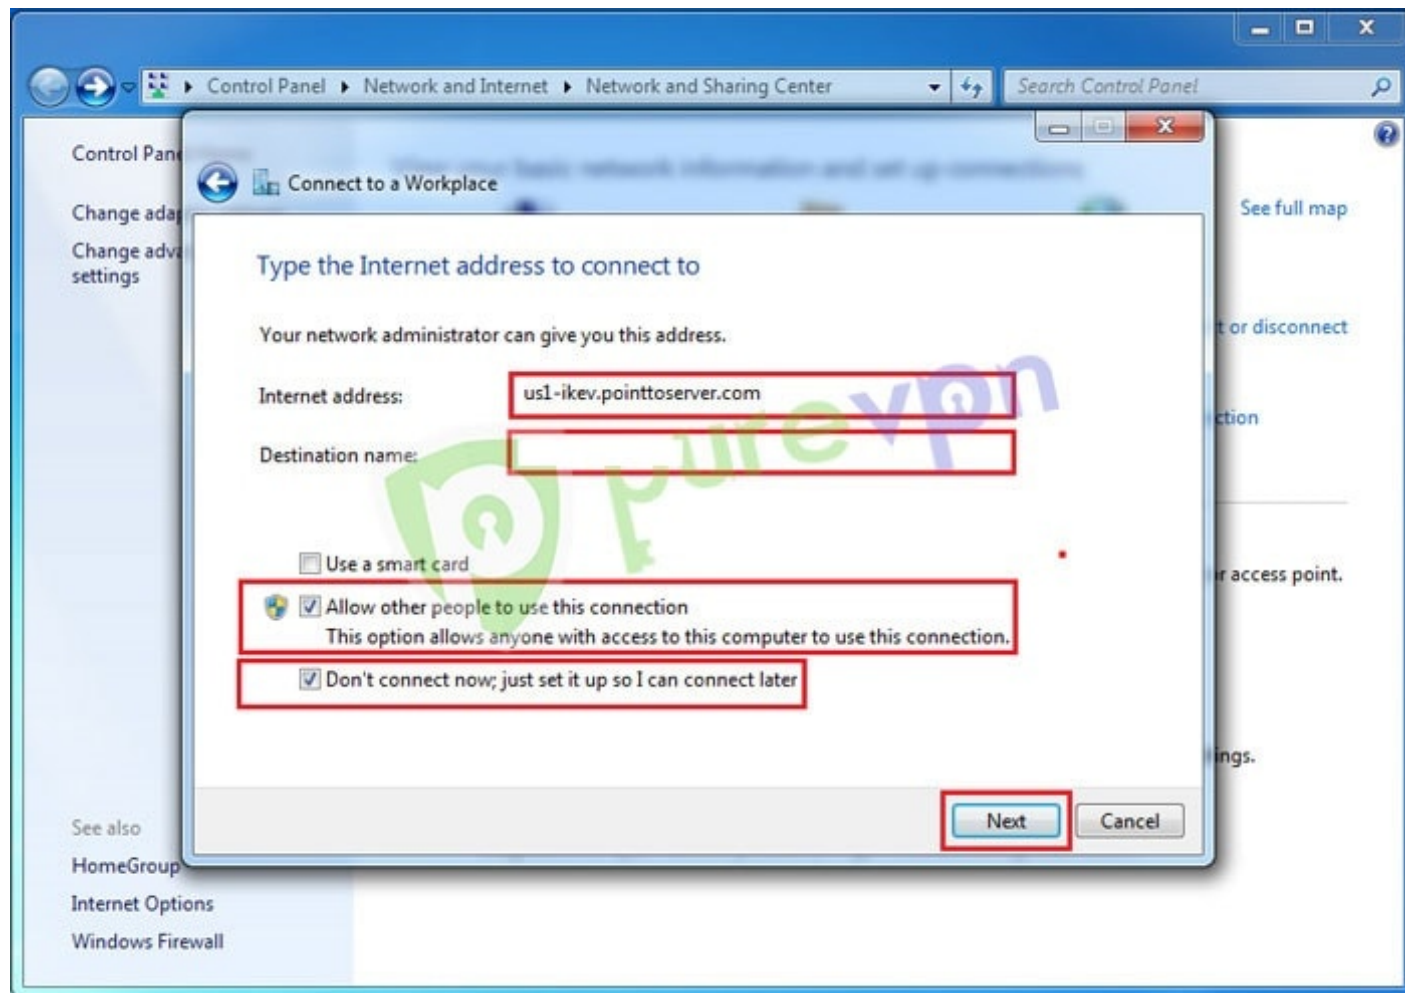 Control Panel
Network and Internet
Network and Sharing Center
Search Control Panel
Control Pane
Change adap
Change adva
settings
See also
HomeGroup
Internet Options
Windows Firewall
Connect to a Workplace
Type the Internet address to connect to
Your network administrator can give you this address.
Internet address:
us1-ikev.pointtoserver.com
Destination name:
purevpn
Use a smart card
Allow other people to use this connection
This option allows anyone with access to this computer to use this connection.
Don't connect now; just set it up so I can connect later
Next
Cancel
See full map
t or disconnect
ction
r access point.
ings.